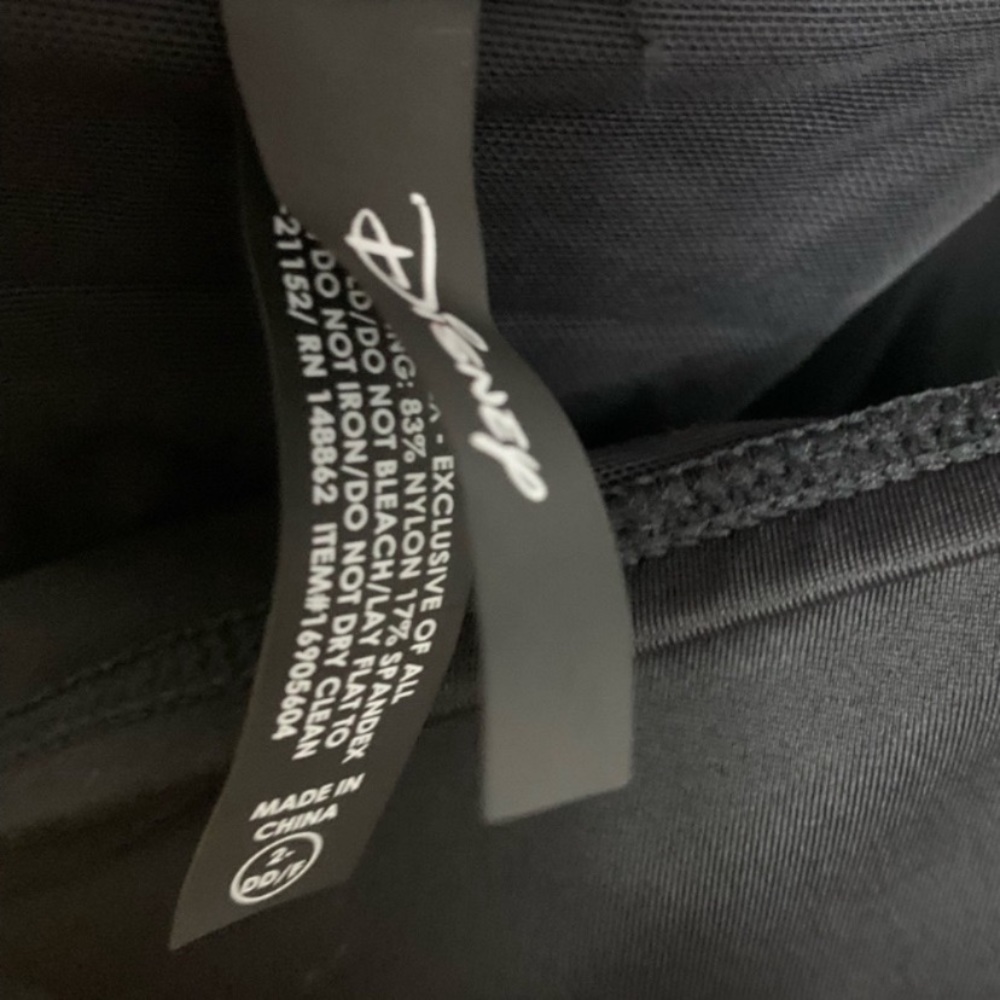 - EXCLUSIVE OF ALL
83% NYLON 17% SPANDEX
DO NOT BLEACH/LAY FLAT TO
DO NOT IRON/DO NOT DRY CLEAN
21152/ RN 148862 ITEM#16905604
MADE IN
CHINA
2-
DD/F